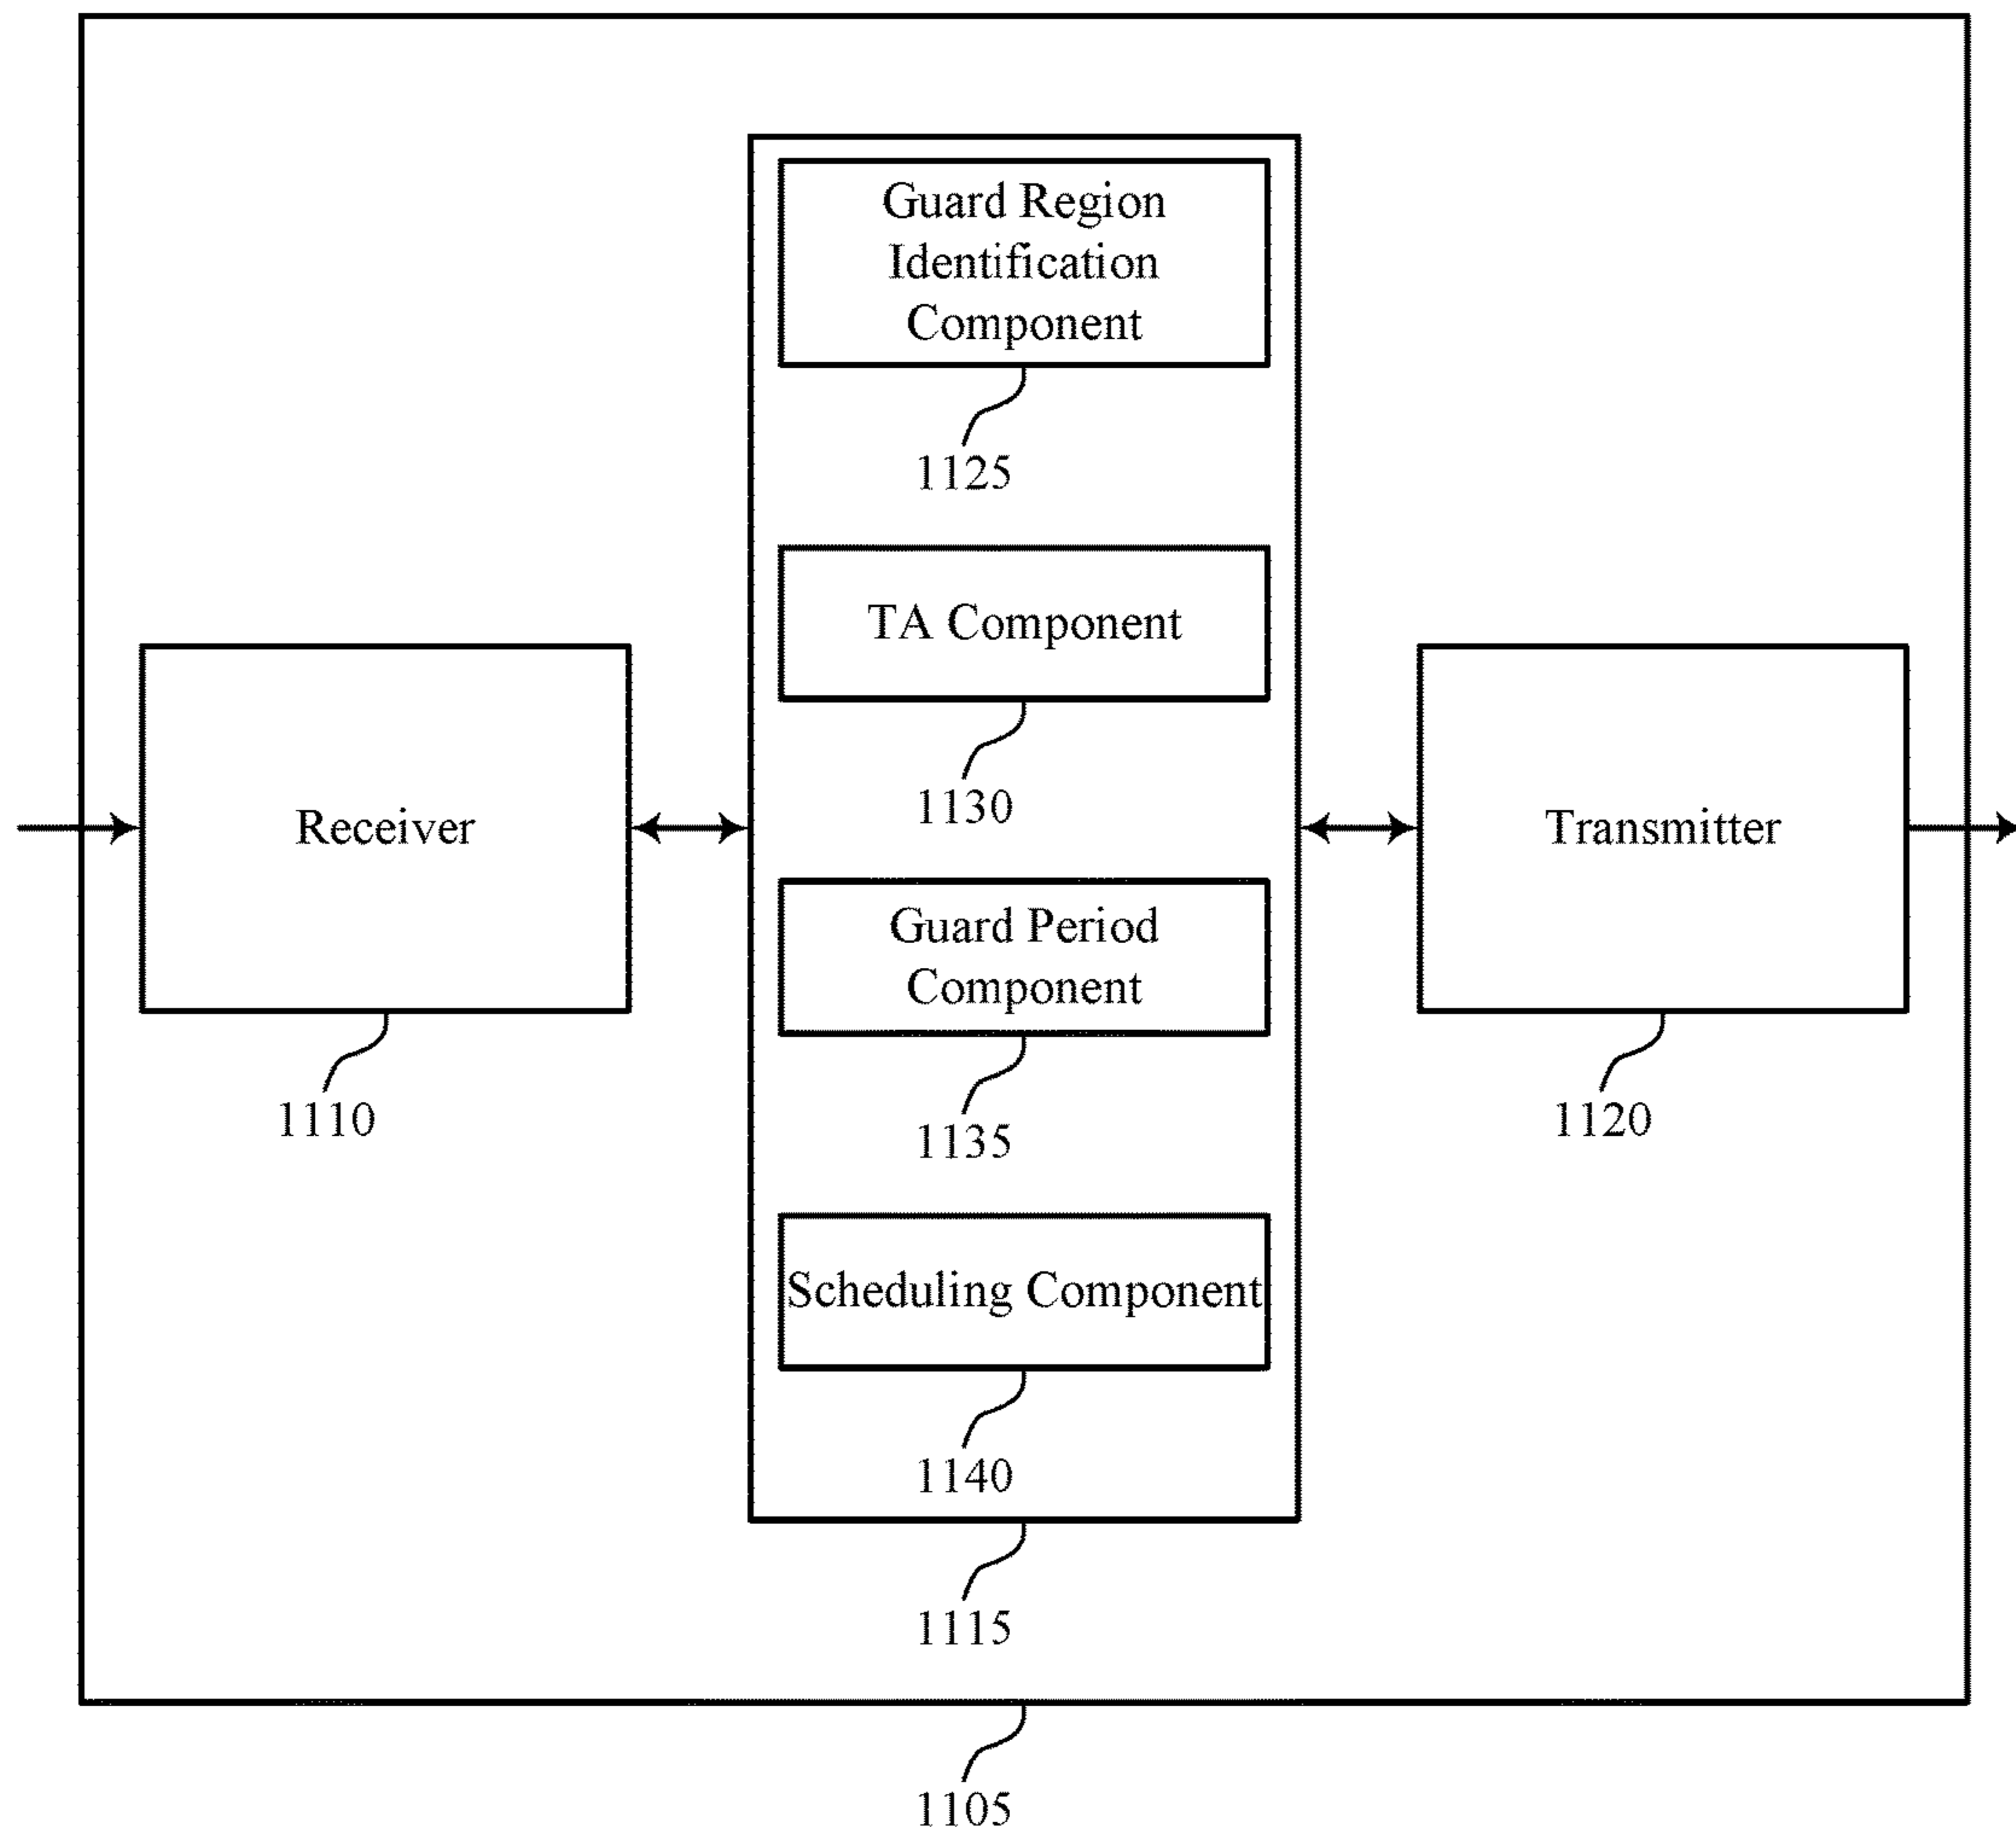 Guard Region
Identification
Component
1125
TA Component
1130
Receiver
1110
Transmitter
1120
Guard Period
Component
1135
Scheduling Component
1140
1115
1105